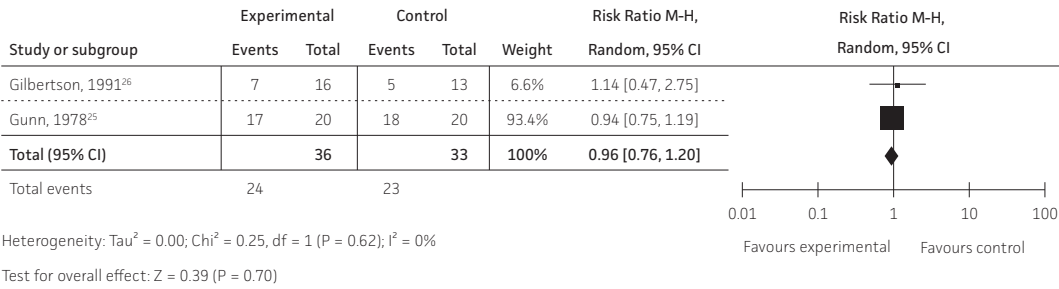 Experimental Control Risk Ratio M-H, Risk Ratio M-H,
Study or subgroup Events Total Events Total Weight Random, 95% CI Random, 95% CI
Gilbertson, 1991²⁶ 7 16 5 13 6.6% 1.14 [0.47, 2.75]
Gunn, 1978²⁵ 17 20 18 20 93.4% 0.94 [0.75, 1.19]
Total (95% CI) 36 33 100% 0.96 [0.76, 1.20]
Total events 24 23
0.01 0.1 1 10 100
Heterogeneity: Tau² = 0.00; Chi² = 0.25, df = 1 (P = 0.62); I² = 0%
Favours experimental Favours control
Test for overall effect: Z = 0.39 (P = 0.70)